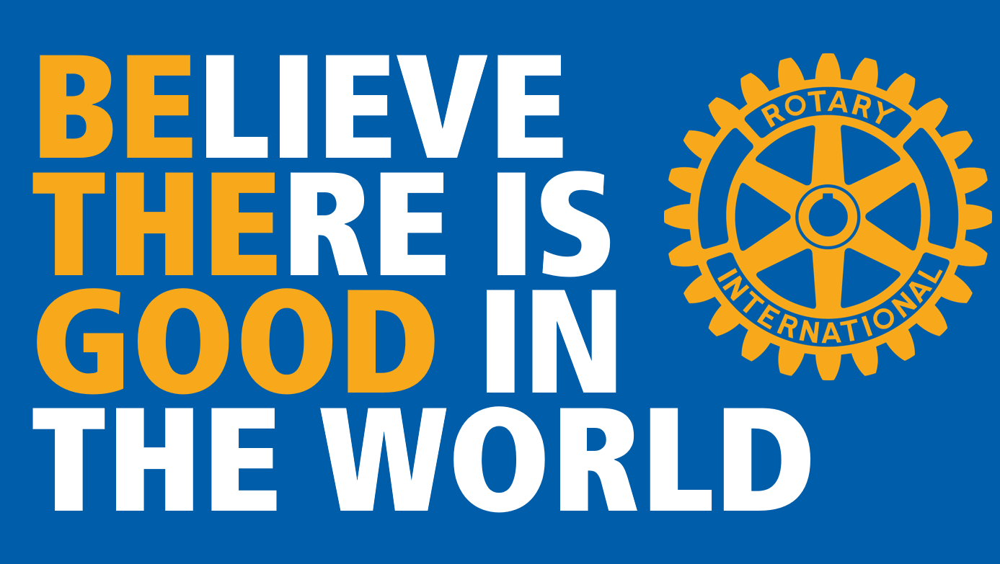 BELIEVE
THERE IS
GOOD IN
THE WORLD
ROTARY
INTERNATIONAL